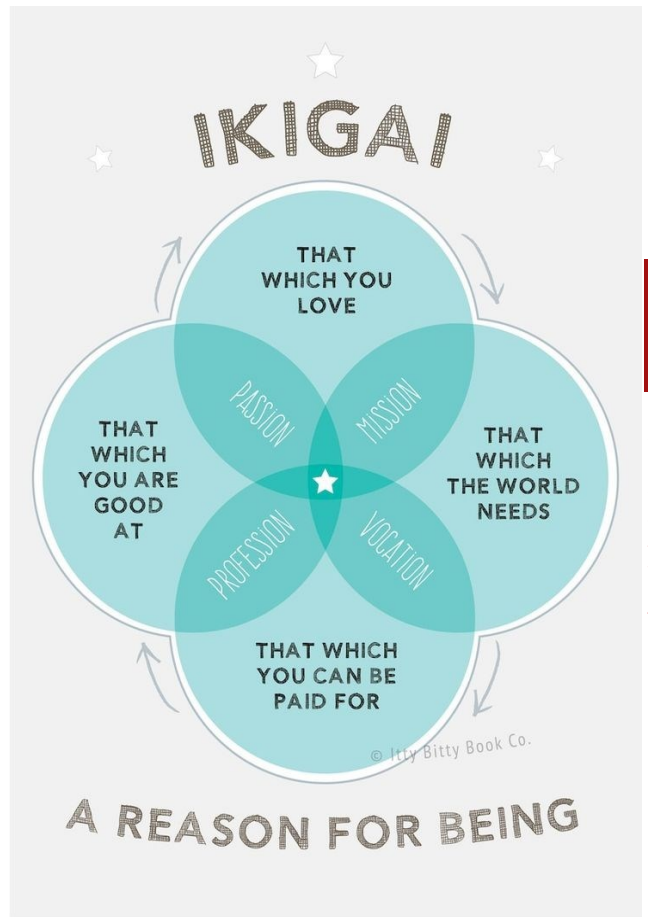 IKIGAI
THAT
WHICH YOU
LOVE
PASSION
MISSION
THAT
WHICH
YOU ARE
GOOD
AT
THAT
WHICH
THE WORLD
NEEDS
PROFESSION
VOCATION
THAT WHICH
YOU CAN BE
PAID FOR
© Itty Bitty Book Co.
A REASON FOR BEING